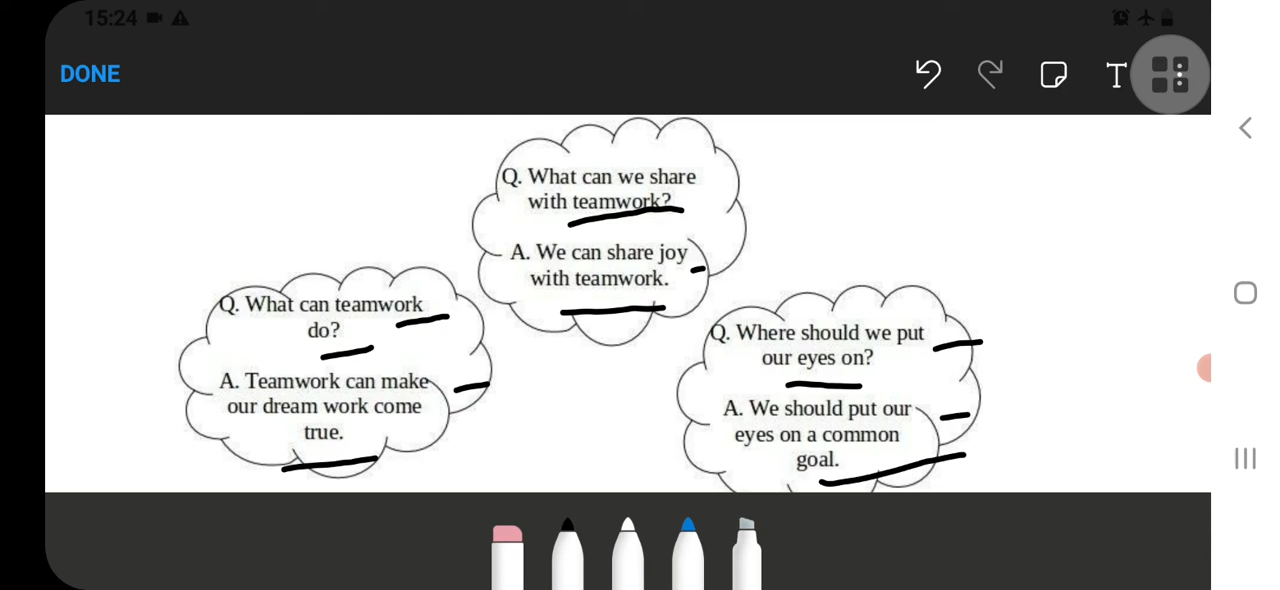 15:24
DONE
T
Q. What can we share
with teamwork?
A. We can share joy
with teamwork.
Q. What can teamwork
do?
A. Teamwork can make
our dream work come
true.
Q. Where should we put
our eyes on?
A. We should put our
eyes on a common
goal.